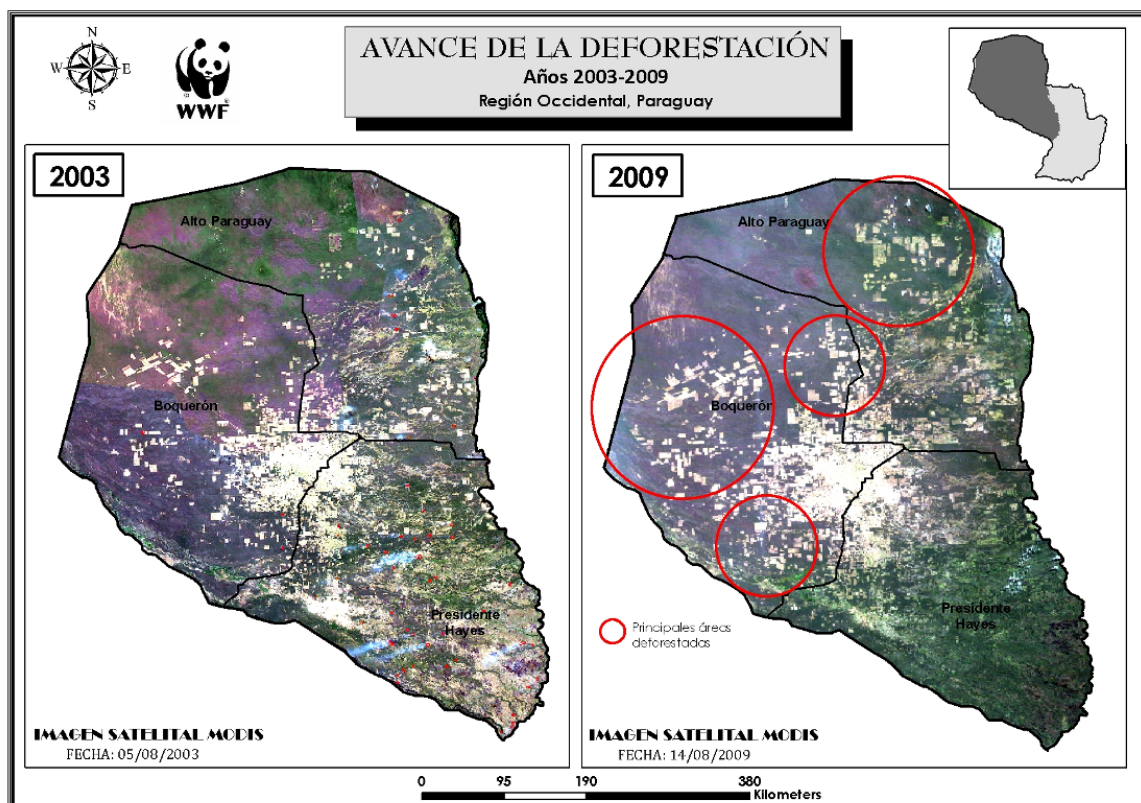 N
W E
S
WWF
AVANCE DE LA DEFORESTACIÓN
Años 2003-2009
Región Occidental, Paraguay
2003
Alto Paraguay
Boquerón
Presidente
Hayes
IMAGEN SATELITAL MODIS
FECHA: 05/08/2003
2009
Alto Paraguay
Boquerón
Presidente
Hayes
Principales áreas
deforestadas
IMAGEN SATELITAL MODIS
FECHA: 14/08/2009
0 95 190 380
Kilometers